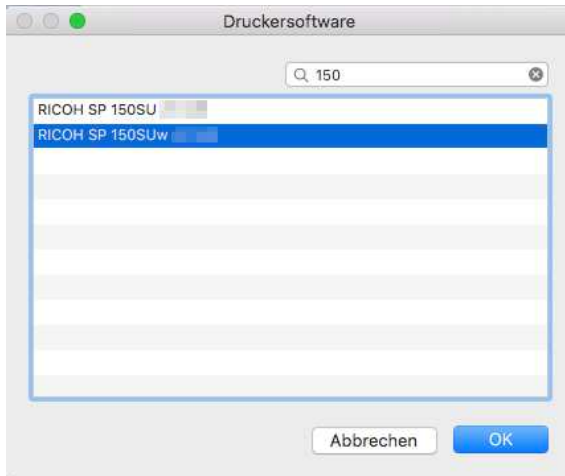 Druckersoftware
150
RICOH SP 150SU
RICOH SP 150SUw
Abbrechen
OK